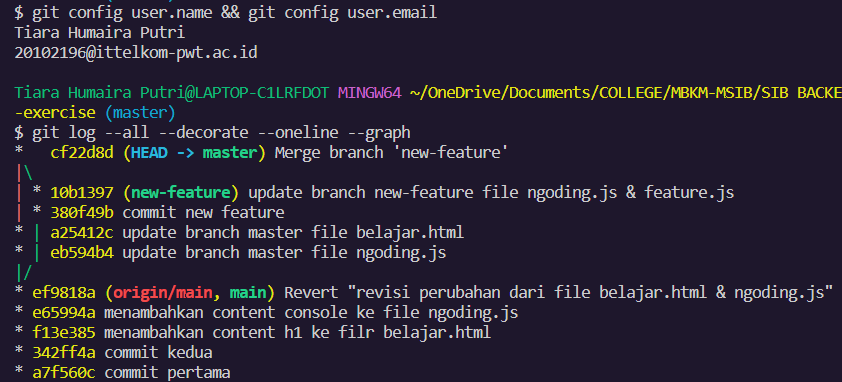 $ git config user.name && git config user.email
Tiara Humaira Putri
20102196@ittelkom-pwt.ac.id
Tiara Humaira Putri@LAPTOP-C1LRFDOT MINGW64 ~/OneDrive/Documents/COLLEGE/MBKM-MSIB/SIB BACKE
-exercise (master)
$ git log --all --decorate --oneline --graph
*   cf22d8d (HEAD -> master) Merge branch 'new-feature'
|\
| * 10b1397 (new-feature) update branch new-feature file ngoding.js & feature.js
| * 380f49b commit new feature
* | a25412c update branch master file belajar.html
* | eb594b4 update branch master file ngoding.js
|/
* ef9818a (origin/main, main) Revert "revisi perubahan dari file belajar.html & ngoding.js"
* e65994a menambahkan content console ke file ngoding.js
* f13e385 menambahkan content h1 ke filr belajar.html
* 342ff4a commit kedua
* a7f560c commit pertama